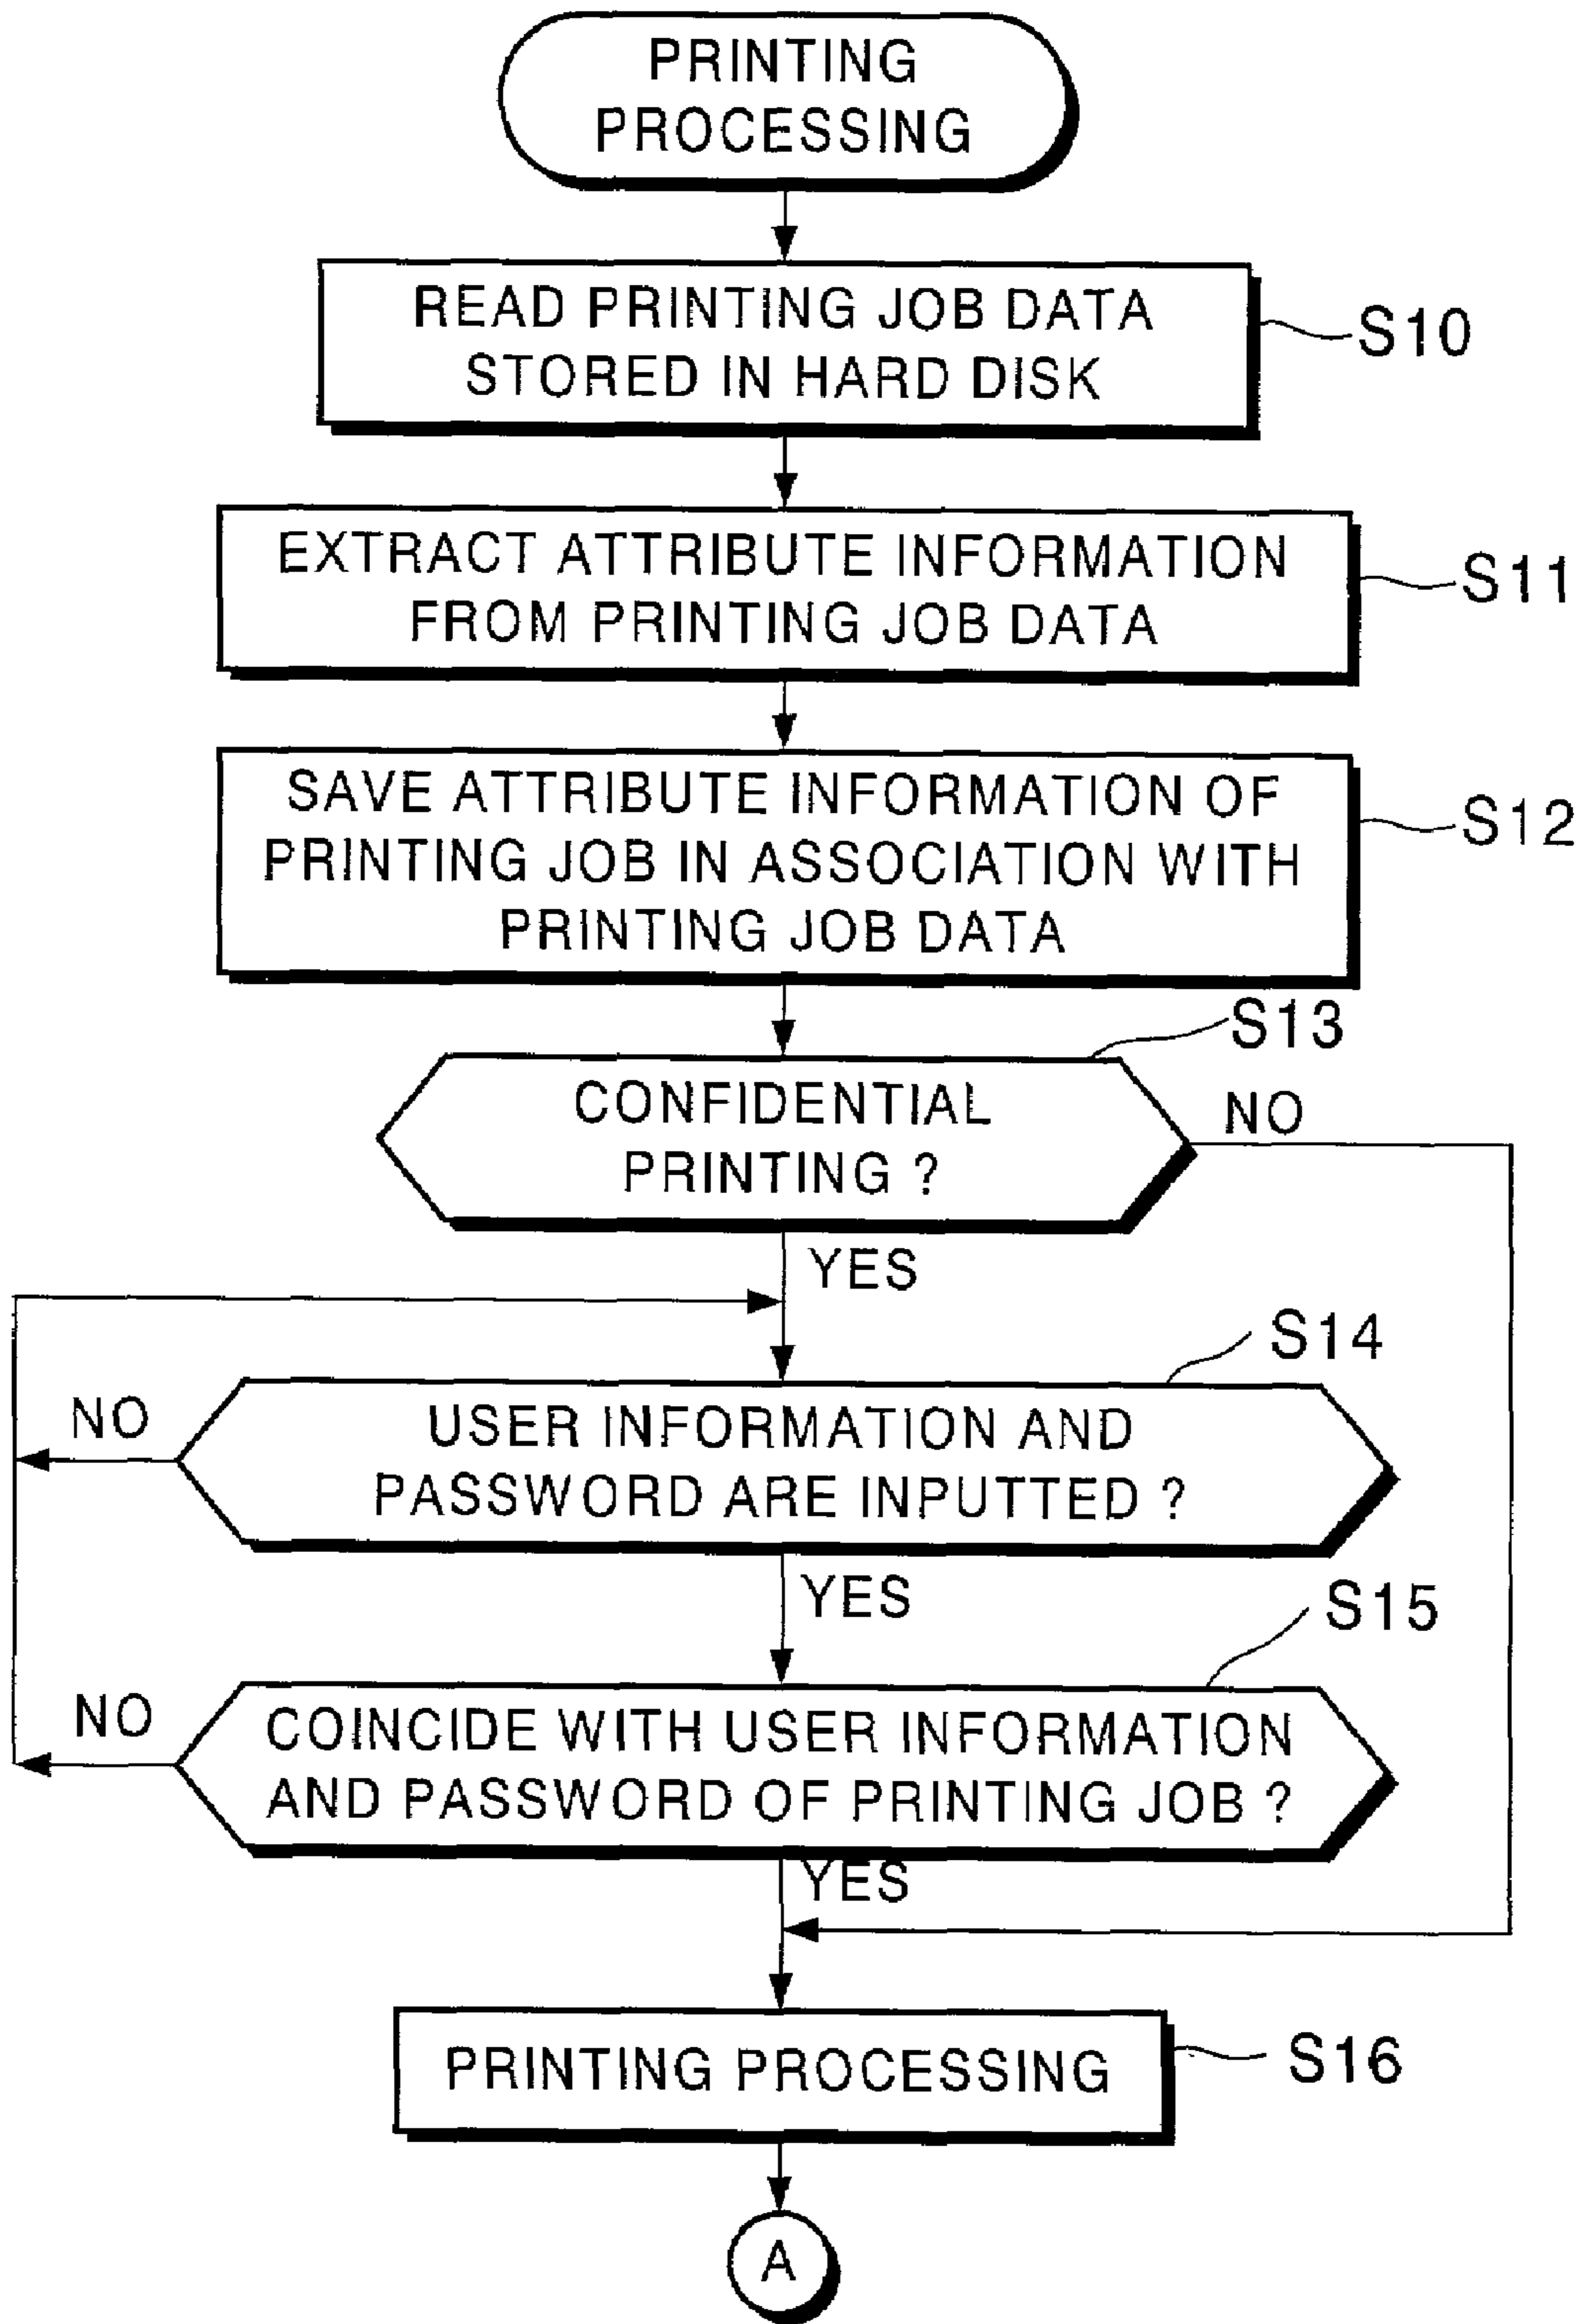 PRINTING
PROCESSING
READ PRINTING JOB DATA
STORED IN HARD DISK
S10
EXTRACT ATTRIBUTE INFORMATION
FROM PRINTING JOB DATA
S11
SAVE ATTRIBUTE INFORMATION OF
PRINTING JOB IN ASSOCIATION WITH
PRINTING JOB DATA
S12
S13
CONFIDENTIAL
PRINTING ?
NO
YES
S14
NO
USER INFORMATION AND
PASSWORD ARE INPUTTED ?
YES
S15
NO
COINCIDE WITH USER INFORMATION
AND PASSWORD OF PRINTING JOB ?
YES
PRINTING PROCESSING
S16
A